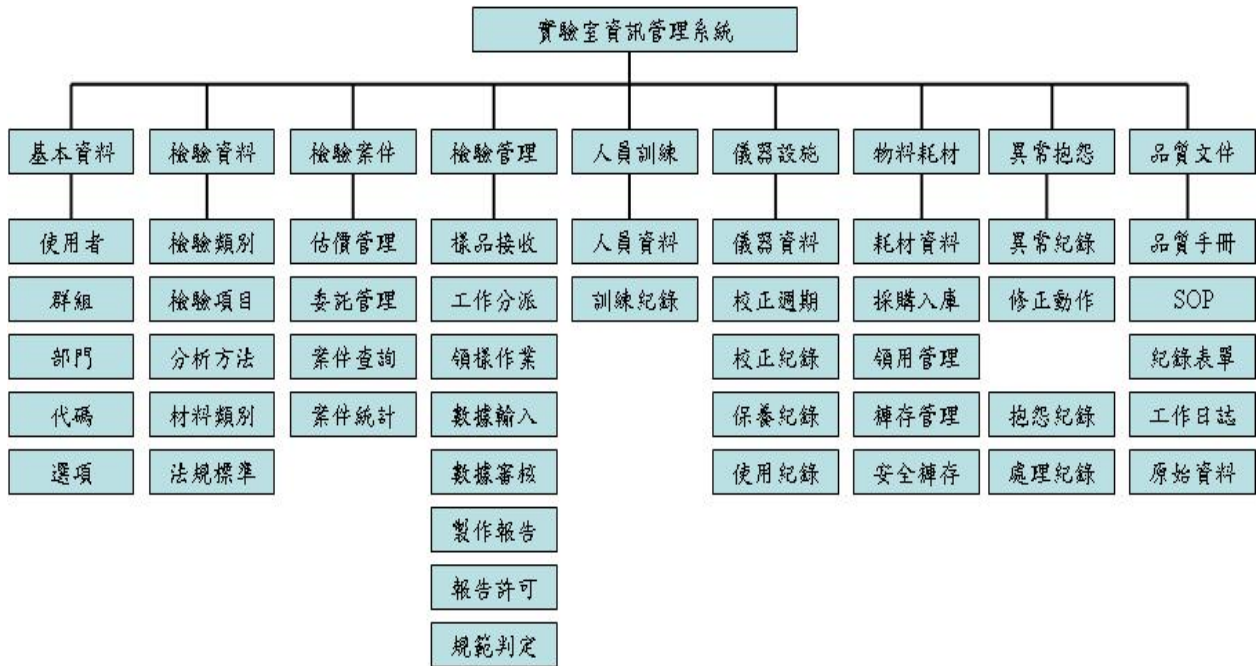 實驗室資訊管理系統
基本資料 檢驗資料 檢驗案件 檢驗管理 人員訓練 儀器設施 物料耗材 異常抱怨 品質文件
使用者 檢驗類別 估價管理 樣品接收 人員資料 儀器資料 耗材資料 異常紀錄 品質手冊
群組 檢驗項目 委託管理 工作分派 訓練紀錄 校正週期 採購入庫 修正動作 SOP
部門 分析方法 案件查詢 領樣作業 校正紀錄 領用管理 紀錄表單
代碼 材料類別 案件統計 數據輸入 保養紀錄 褲存管理 抱怨紀錄 工作日誌
選項 法規標準 數據審核 使用紀錄 安全褲存 處理紀錄 原始資料
製作報告
報告許可
規範判定